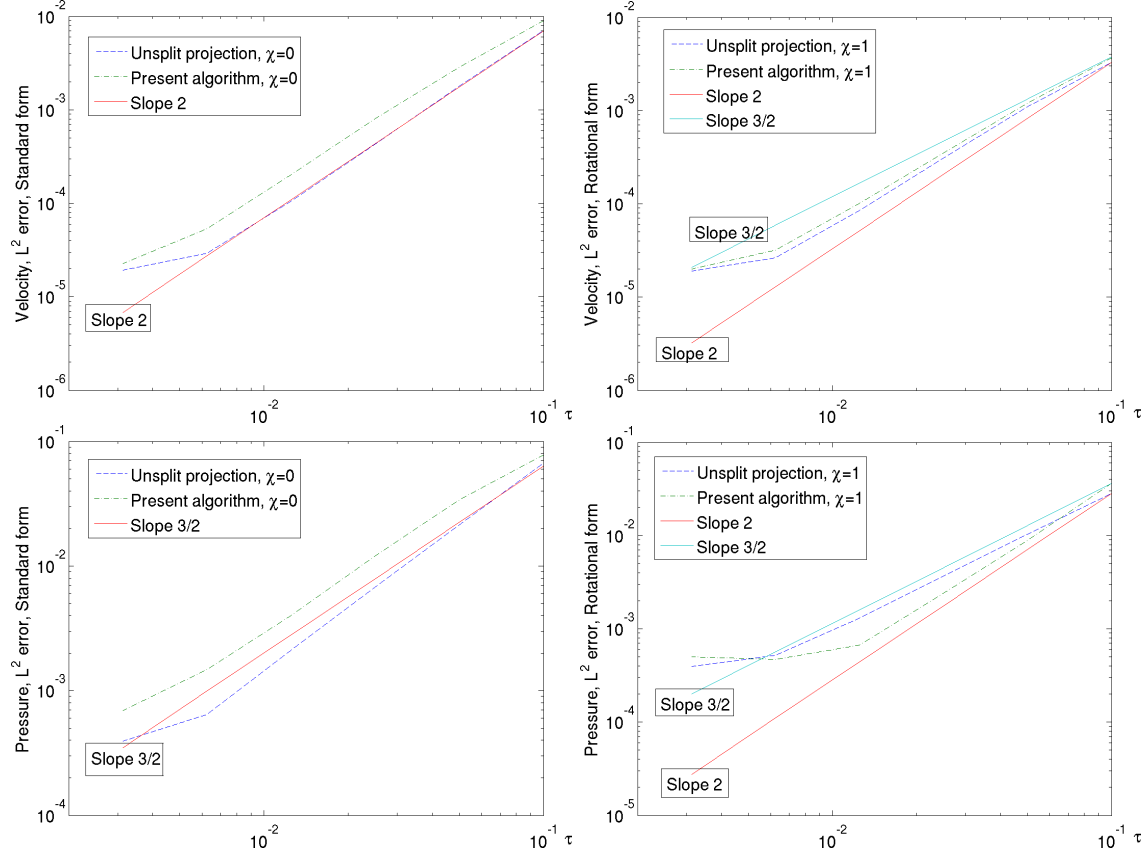 10^-2
10^-3
10^-4
10^-5
10^-6
Velocity, L^2 error, Standard form
Unsplit projection, χ=0
Present algorithm, χ=0
Slope 2
Slope 2
10^-2
10^-1
τ
10^-2
10^-3
10^-4
10^-5
10^-6
Velocity, L^2 error, Rotational form
Unsplit projection, χ=1
Present algorithm, χ=1
Slope 2
Slope 3/2
Slope 3/2
Slope 2
10^-2
10^-1
τ
10^-1
10^-2
10^-3
10^-4
Pressure, L^2 error, Standard form
Unsplit projection, χ=0
Present algorithm, χ=0
Slope 3/2
Slope 3/2
10^-2
10^-1
τ
10^-1
10^-2
10^-3
10^-4
10^-5
Pressure, L^2 error, Rotational form
Unsplit projection, χ=1
Present algorithm, χ=1
Slope 2
Slope 3/2
Slope 3/2
Slope 2
10^-2
10^-1
τ